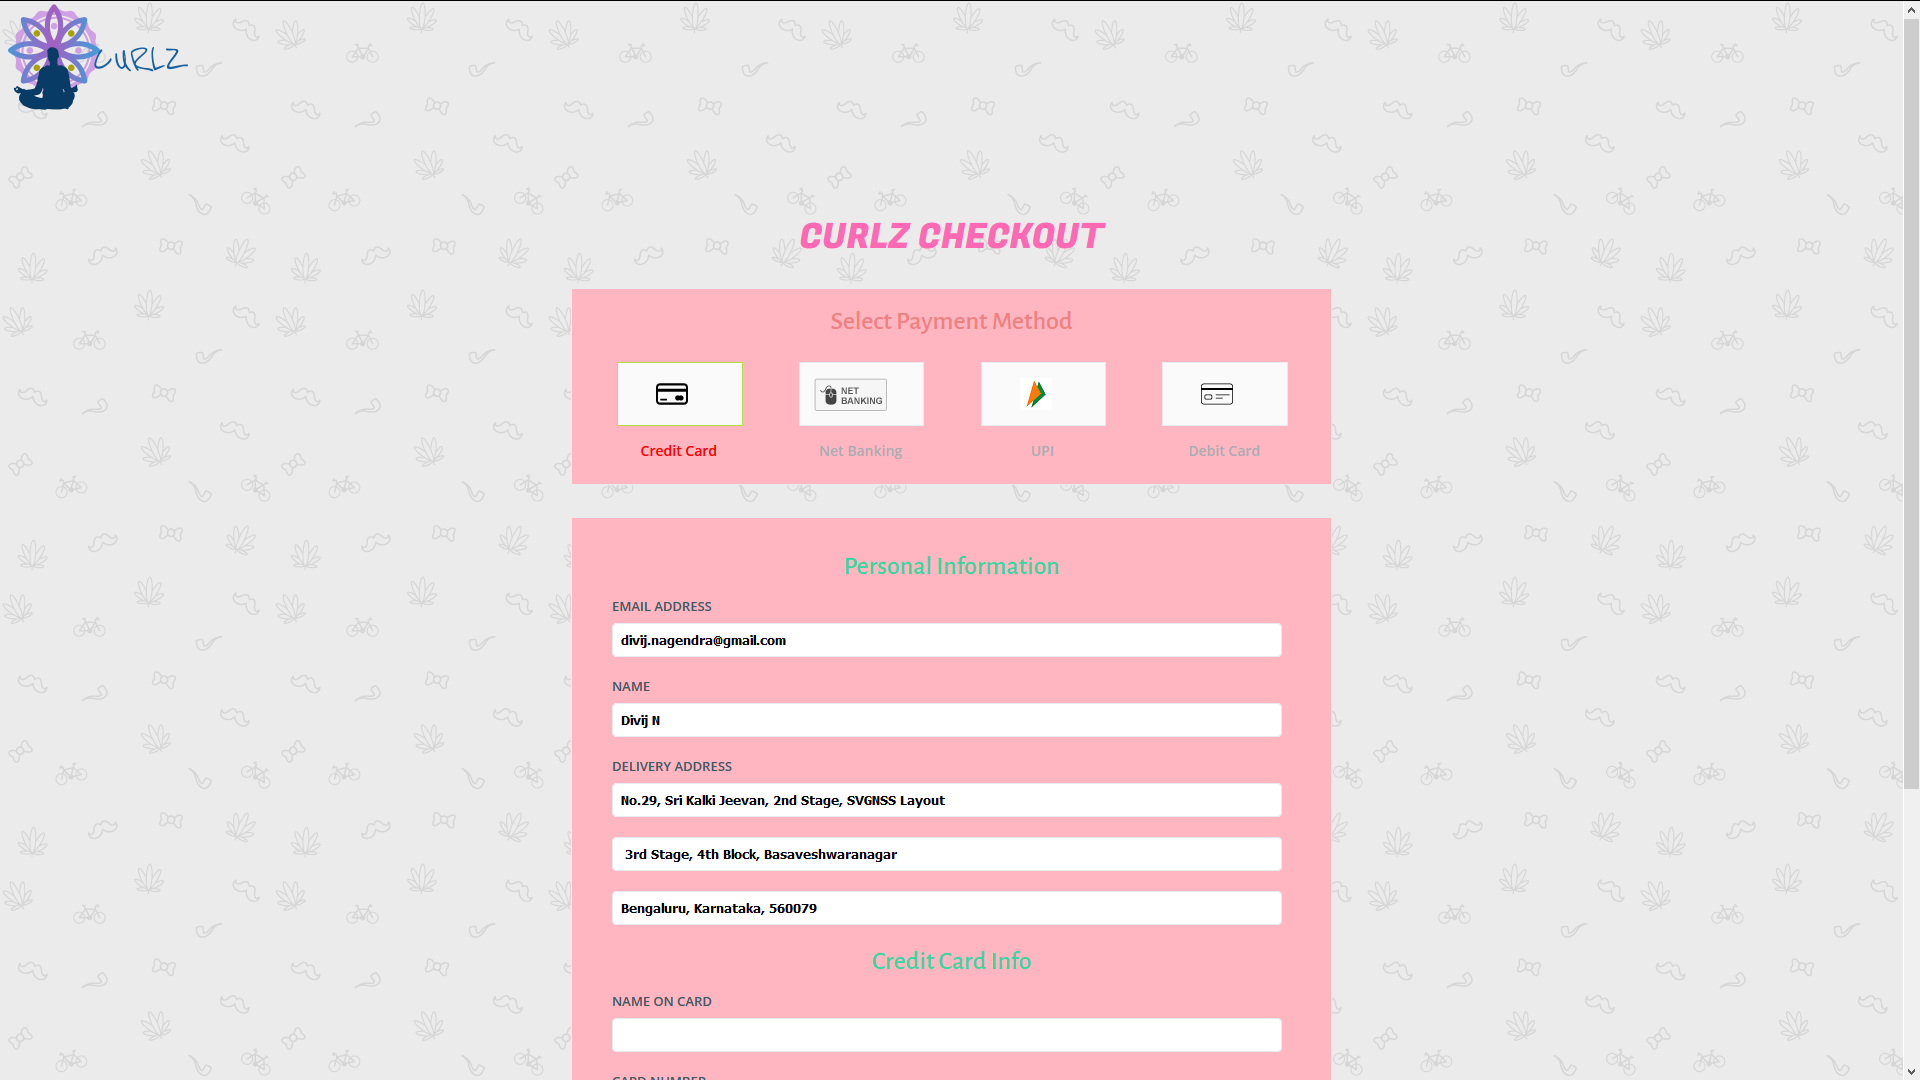 CURLZ
CURLZ CHECKOUT
Select Payment Method
NET
BANKING
Credit Card
Net Banking
UPI
Debit Card
Personal Information
EMAIL ADDRESS
divij.nagendra@gmail.com
NAME
Divij N
DELIVERY ADDRESS
No.29, Sri Kalki Jeevan, 2nd Stage, SVGNSS Layout
3rd Stage, 4th Block, Basaveshwaranagar
Bengaluru, Karnataka, 560079
Credit Card Info
NAME ON CARD
CARD NUMBER